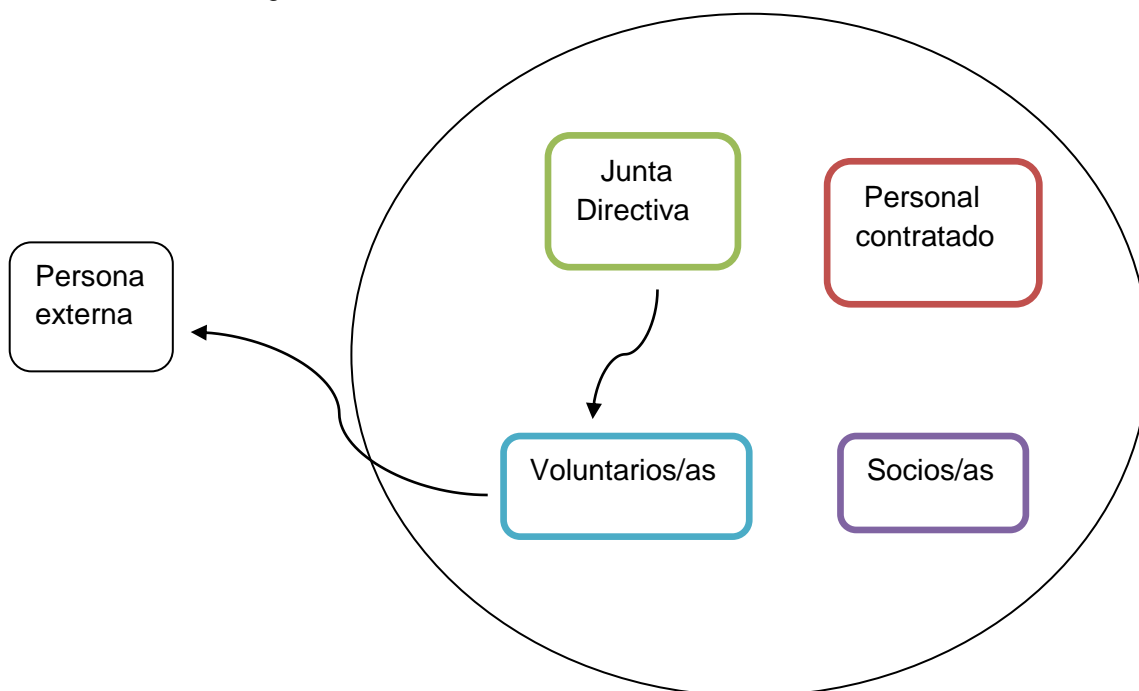 Junta
Directiva
Personal
contratado
Persona
externa
Voluntarios/as
Socios/as